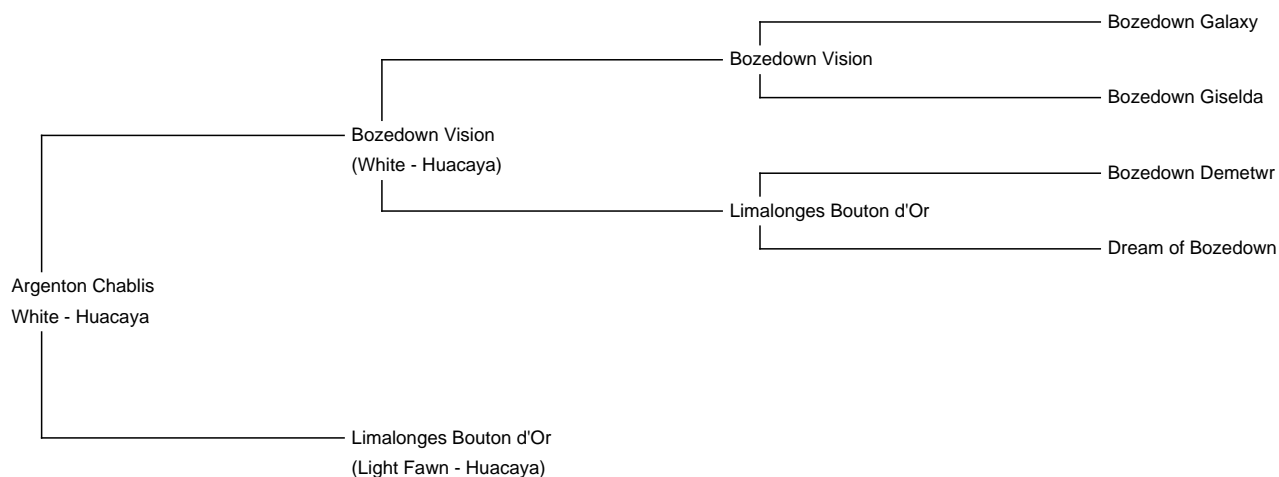 Bozedown Galaxy
Bozedown Vision
Bozedown Giselda
Bozedown Vision
(White - Huacaya)
Bozedown Demetwr
Limalonges Bouton d'Or
Dream of Bozedown
Argenton Chablis
White - Huacaya
Limalonges Bouton d'Or
(Light Fawn - Huacaya)